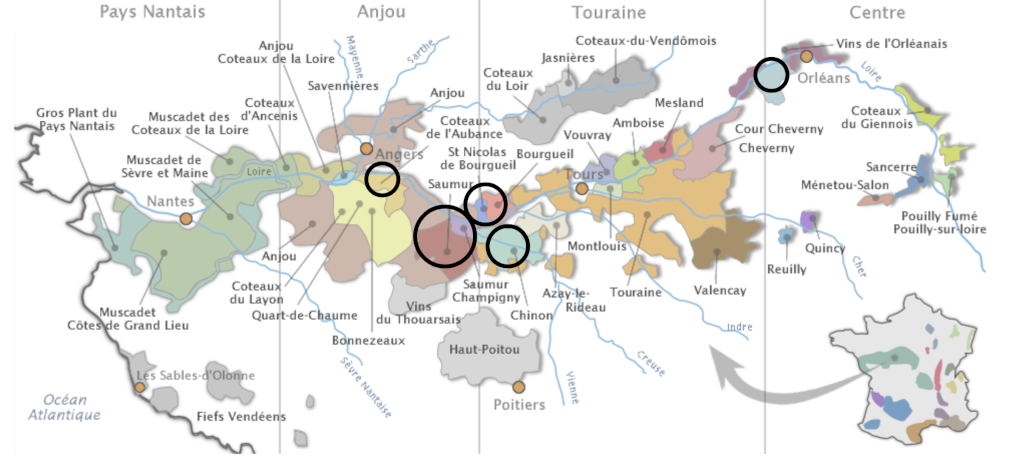 Pays Nantais
Anjou
Touraine
Centre
Gros Plant du
Pays Nantais
Muscadet des
Coteaux de la Loire
Muscadet de
Sèvre et Maine
Nantes
Loire
Muscadet
Côtes de Grand Lieu
Coteaux
d'Ancenis
Anjou
Coteaux de la Loire
Savennières
Mayenne
Sarthe
Anjou
Angers
Coteaux
de l'Aubance
St Nicolas
de Bourgueil
Saumur
Bourgueil
Anjou
Coteaux
du Layon
Quart-de-Chaume
Bonnezeaux
Vins
du Thouarsais
Saumur
Champigny
Chinon
Coteaux
du Loir
Jasnières
Coteaux-du-Vendômois
Vouvray
Amboise
Mesland
Tours
Cour Cheverny
Cheverny
Montlouis
Azay-le-
Rideau
Touraine
Valencay
Vins de l'Orléanais
Orléans
Loire
Coteaux
du Giennois
Sancerre
Ménetou-Salon
Pouilly Fumé
Pouilly-sur-loire
Quincy
Reuilly
Cher
Indre
Creuse
Vienne
Haut-Poitou
Poitiers
Sèvre Nantaise
Les Sables-d'Olonne
Fiefs Vendéens
Océan
Atlantique